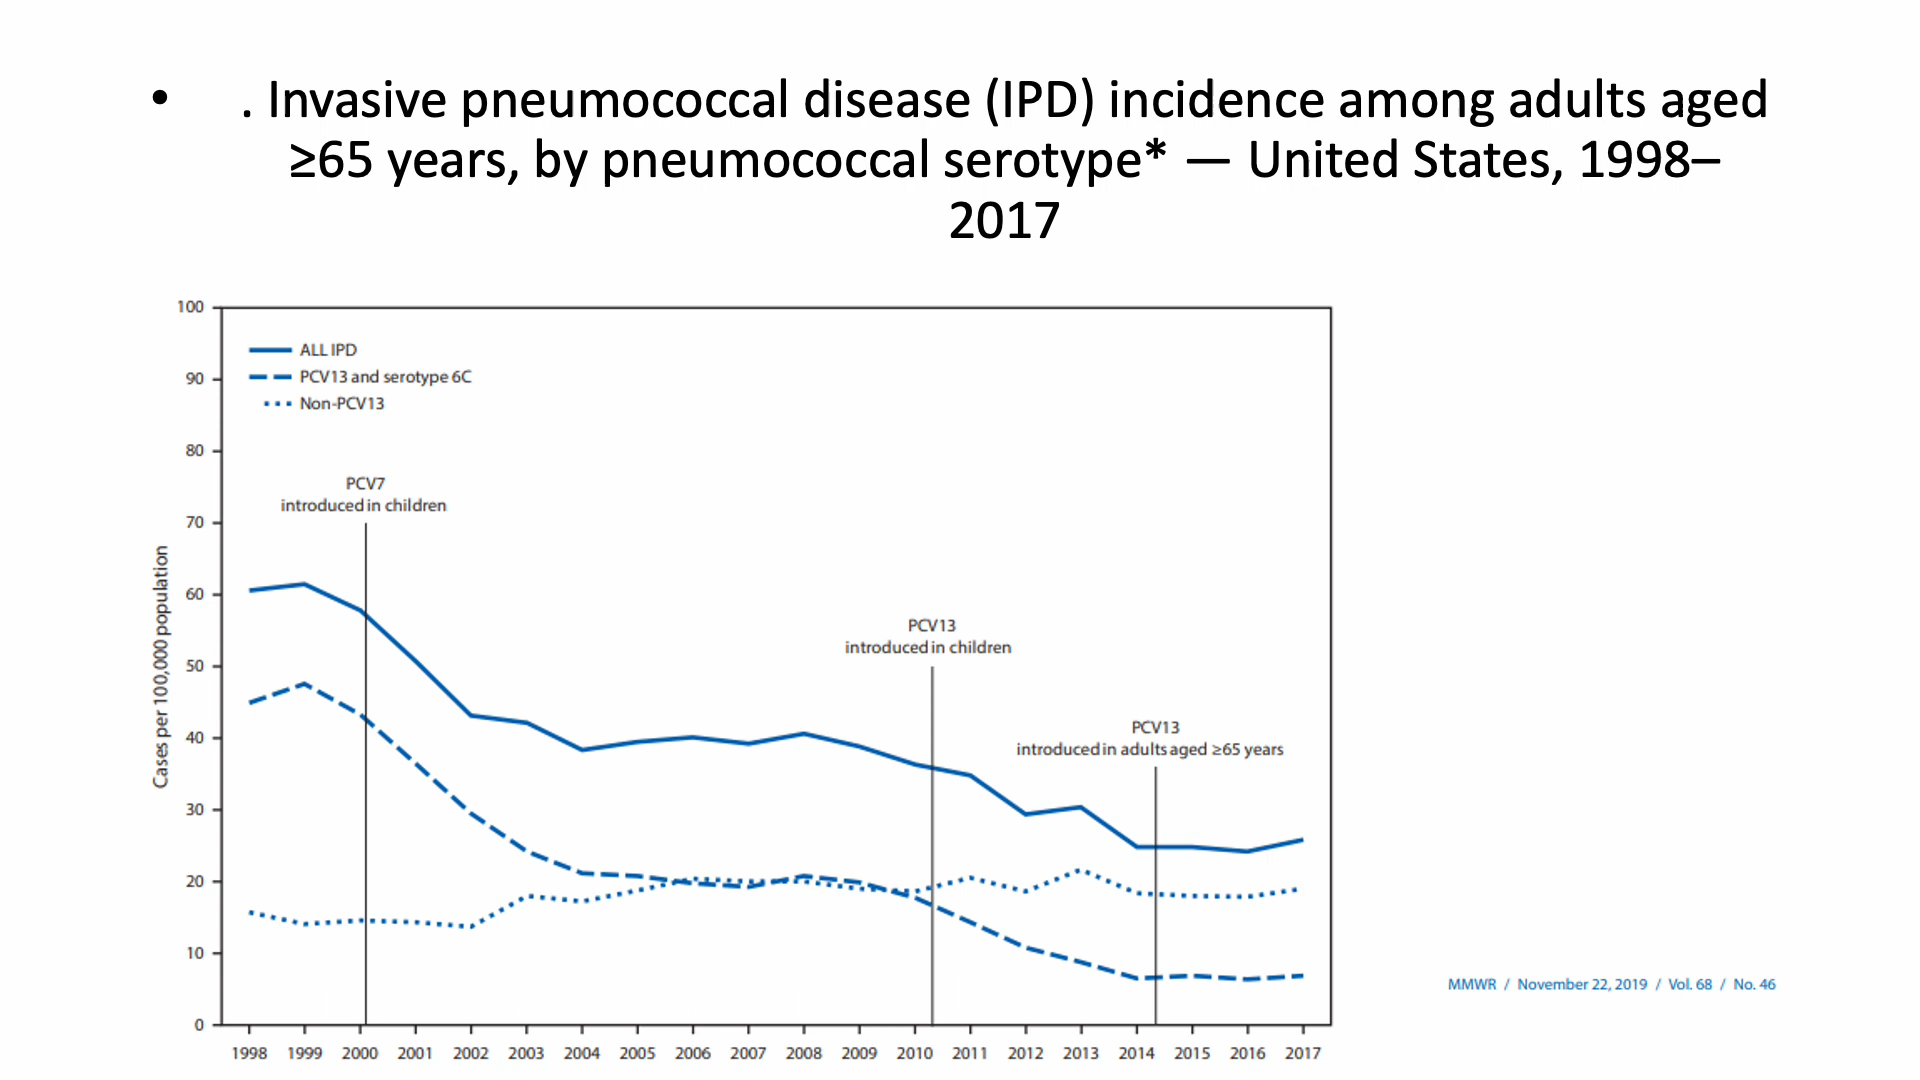 • . Invasive pneumococcal disease (IPD) incidence among adults aged
≥65 years, by pneumococcal serotype* — United States, 1998–
2017
100
90
80
70
60
50
40
30
20
10
0
Cases per 100,000 population
ALL IPD
PCV13 and serotype 6C
Non-PCV13
PCV7
introduced in children
PCV13
introduced in children
PCV13
introduced in adults aged ≥65 years
1998 1999 2000 2001 2002 2003 2004 2005 2006 2007 2008 2009 2010 2011 2012 2013 2014 2015 2016 2017
MMWR / November 22, 2019 / Vol. 68 / No. 46